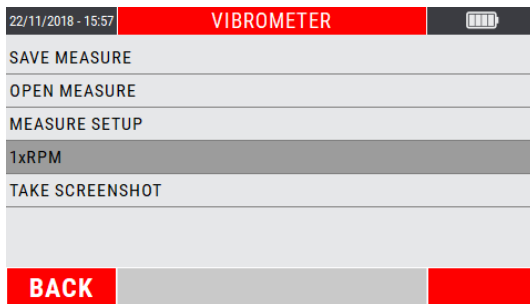 22/11/2018 - 15:57 VIBROMETER
SAVE MEASURE
OPEN MEASURE
MEASURE SETUP
1xRPM
TAKE SCREENSHOT
BACK